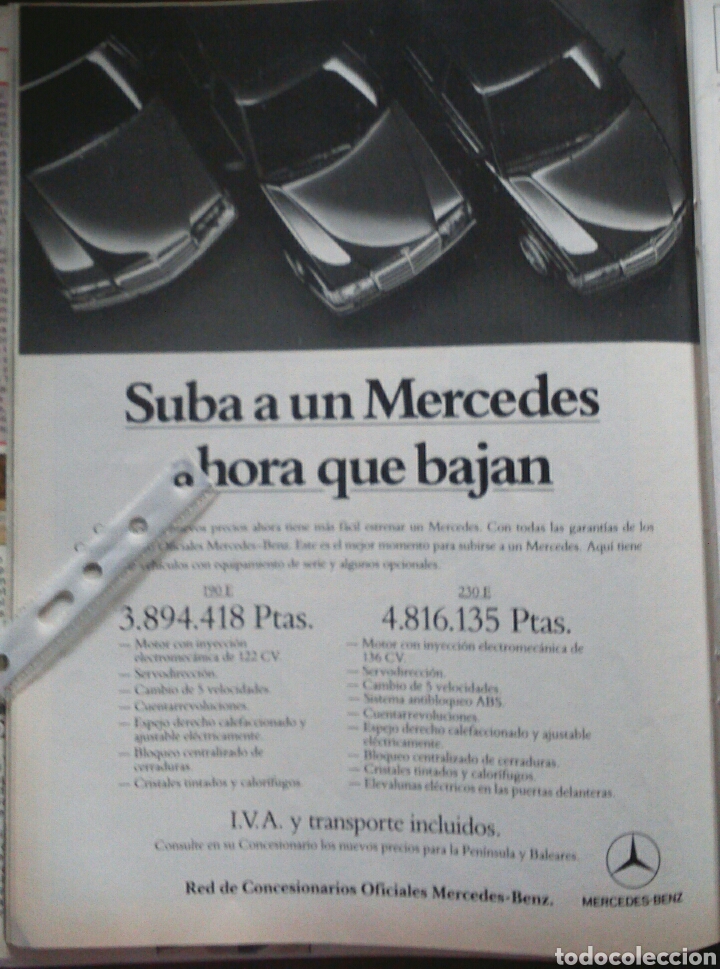 Suba a un Mercedes
ahora que bajan
nuevos precios ahora tiene más fácil estrenar un Mercedes. Con todas las garantías de los
Oficiales Mercedes-Benz. Este es el mejor momento para subirse a un Mercedes. Aquí tiene
vehículos con equipamiento de serie y algunos opcionales.
190 E
3.894.418 Ptas.
— Motor con inyección
electromecánica de 122 CV.
— Servodirección.
— Cambio de 5 velocidades.
— Cuentarrevoluciones.
— Espejo derecho calefaccionado y
ajustable eléctricamente.
— Bloqueo centralizado de
cerraduras.
— Cristales tintados y calorífugos.
230 E
4.816.135 Ptas.
— Motor con inyección electromecánica de
136 CV.
— Servodirección.
— Cambio de 5 velocidades.
— Sistema antibloqueo ABS.
— Cuentarrevoluciones.
— Espejo derecho calefaccionado y ajustable
eléctricamente.
— Bloqueo centralizado de cerraduras.
— Cristales tintados y calorífugos.
— Elevalunas eléctricos en las puertas delanteras.
I.V.A. y transporte incluidos.
Consulte en su Concesionario los nuevos precios para la Península y Baleares.
Red de Concesionarios Oficiales Mercedes-Benz.
MERCEDES-BENZ
todocoleccion